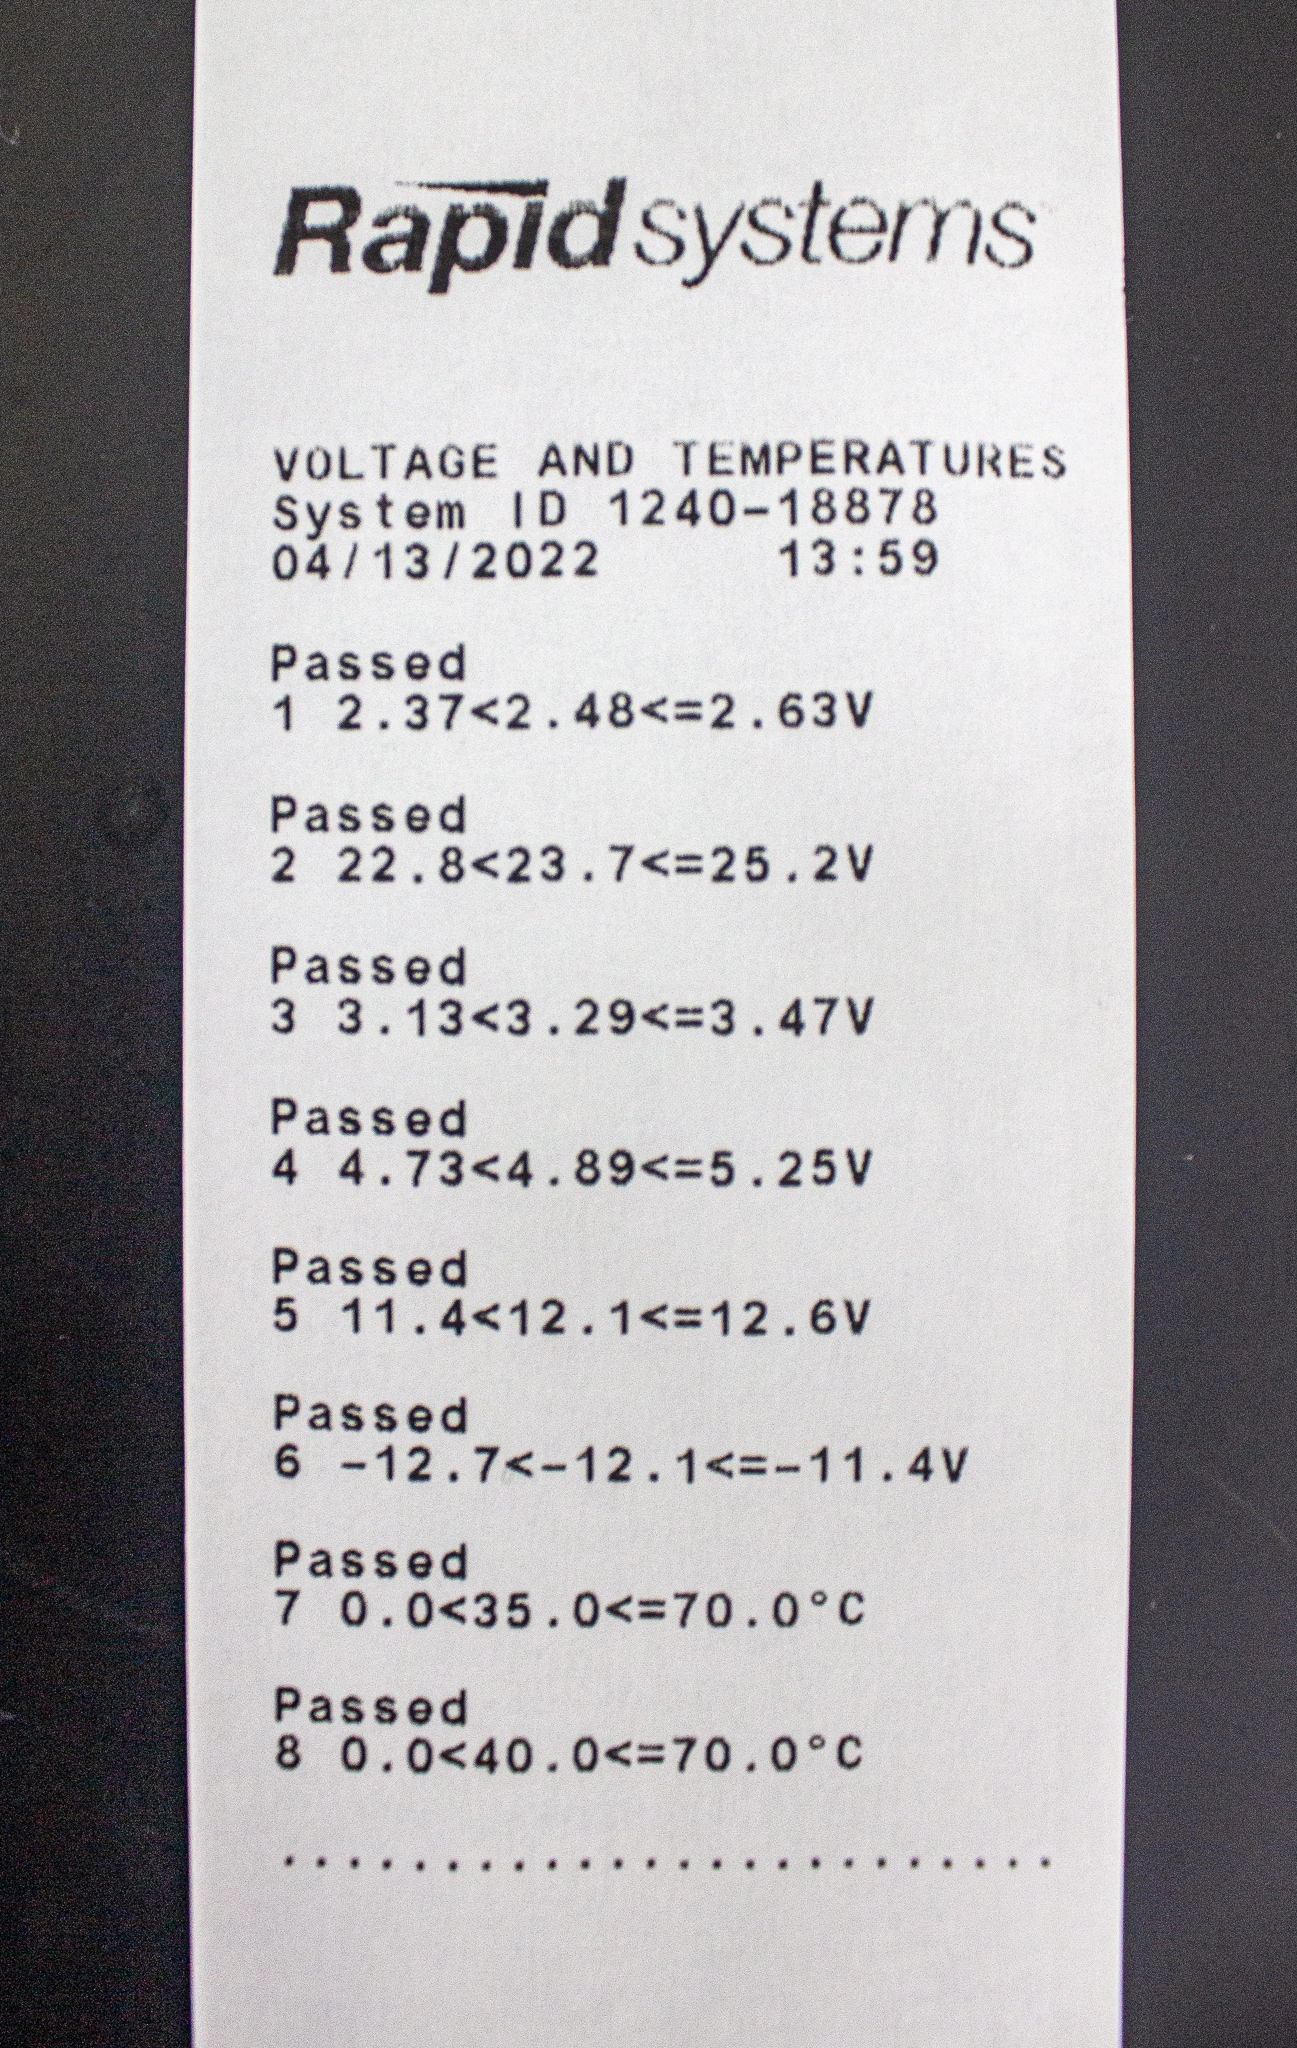 Rapidsystems
VOLTAGE AND TEMPERATURES
System ID 1240-18878
04/13/2022 13:59
Passed
1 2.37<2.48<=2.63V
Passed
2 22.8<23.7<=25.2V
Passed
3 3.13<3.29<=3.47V
Passed
4 4.73<4.89<=5.25V
Passed
5 11.4<12.1<=12.6V
Passed
6 -12.7<-12.1<=-11.4V
Passed
7 0.0<35.0<=70.0°C
Passed
8 0.0<40.0<=70.0°C
........................